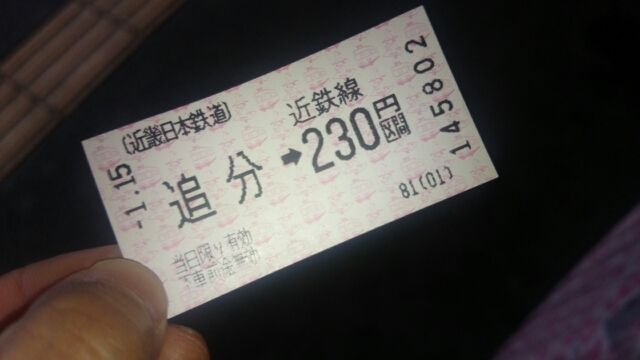 〔近畿日本鉄道〕
-1.15
近鉄線
追分➡230円区間
145802
81(01)
当日限り有効
下車前途無効